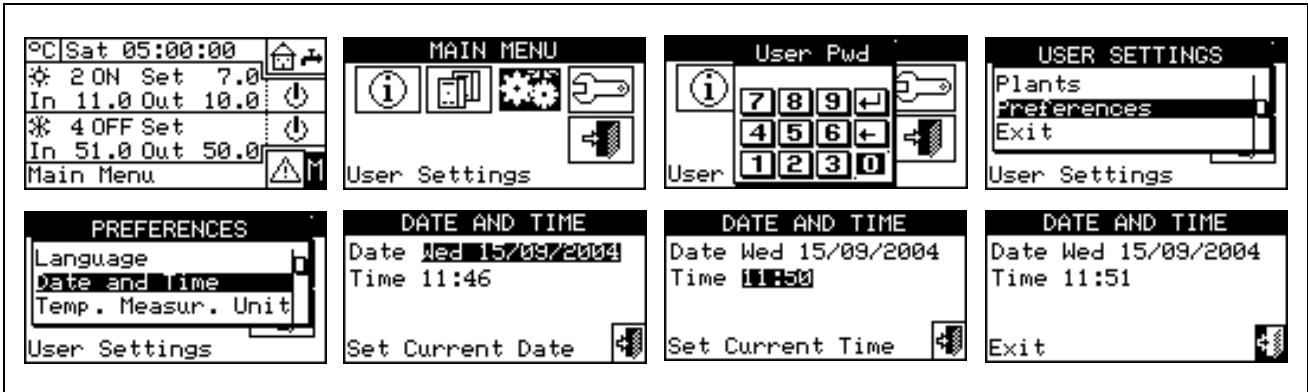 °C Sat 05:00:00
2 ON Set 7.0
In 11.0 Out 10.0
4 OFF Set
In 51.0 Out 50.0
Main Menu M
MAIN MENU
User Settings
User Pwd
7 8 9
4 5 6
1 2 3 0
User
USER SETTINGS
Plants
Preferences
Exit
User Settings
PREFERENCES
Language
Date and Time
Temp. Measur. Unit
User Settings
DATE AND TIME
Date Wed 15/09/2004
Time 11:46
Set Current Date
DATE AND TIME
Date Wed 15/09/2004
Time 11:50
Set Current Time
DATE AND TIME
Date Wed 15/09/2004
Time 11:51
Exit